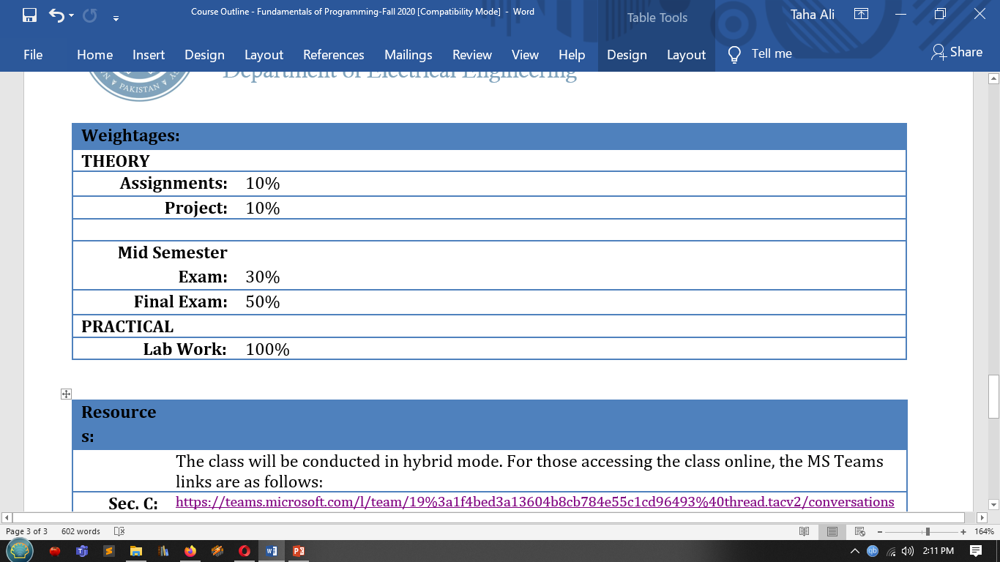 Course Outline - Fundamentals of Programming-Fall 2020 [Compatibility Mode] - Word
Table Tools
Taha Ali
File Home Insert Design Layout References Mailings Review View Help Design Layout Tell me Share
PAKISTAN
Department of Electrical Engineering
Weightages:
THEORY
Assignments: 10%
Project: 10%
Mid Semester
Exam: 30%
Final Exam: 50%
PRACTICAL
Lab Work: 100%
Resource
s:
The class will be conducted in hybrid mode. For those accessing the class online, the MS Teams
links are as follows:
Sec. C: https://teams.microsoft.com/l/team/19%3a1f4bed3a13604b8cb784e55c1cd96493%40thread.tacv2/conversations
Page 3 of 3 602 words 164%
2:11 PM